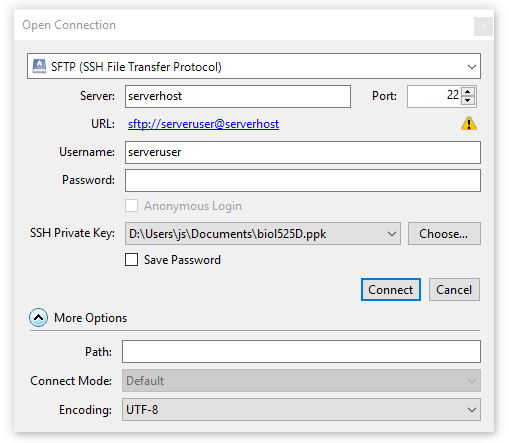 Open Connection
SFTP (SSH File Transfer Protocol)
Server: serverhost Port: 22
URL: sftp://serveruser@serverhost
Username: serveruser
Password:
Anonymous Login
SSH Private Key: D:\Users\js\Documents\biol525D.ppk Choose...
Save Password
Connect Cancel
More Options
Path:
Connect Mode: Default
Encoding: UTF-8